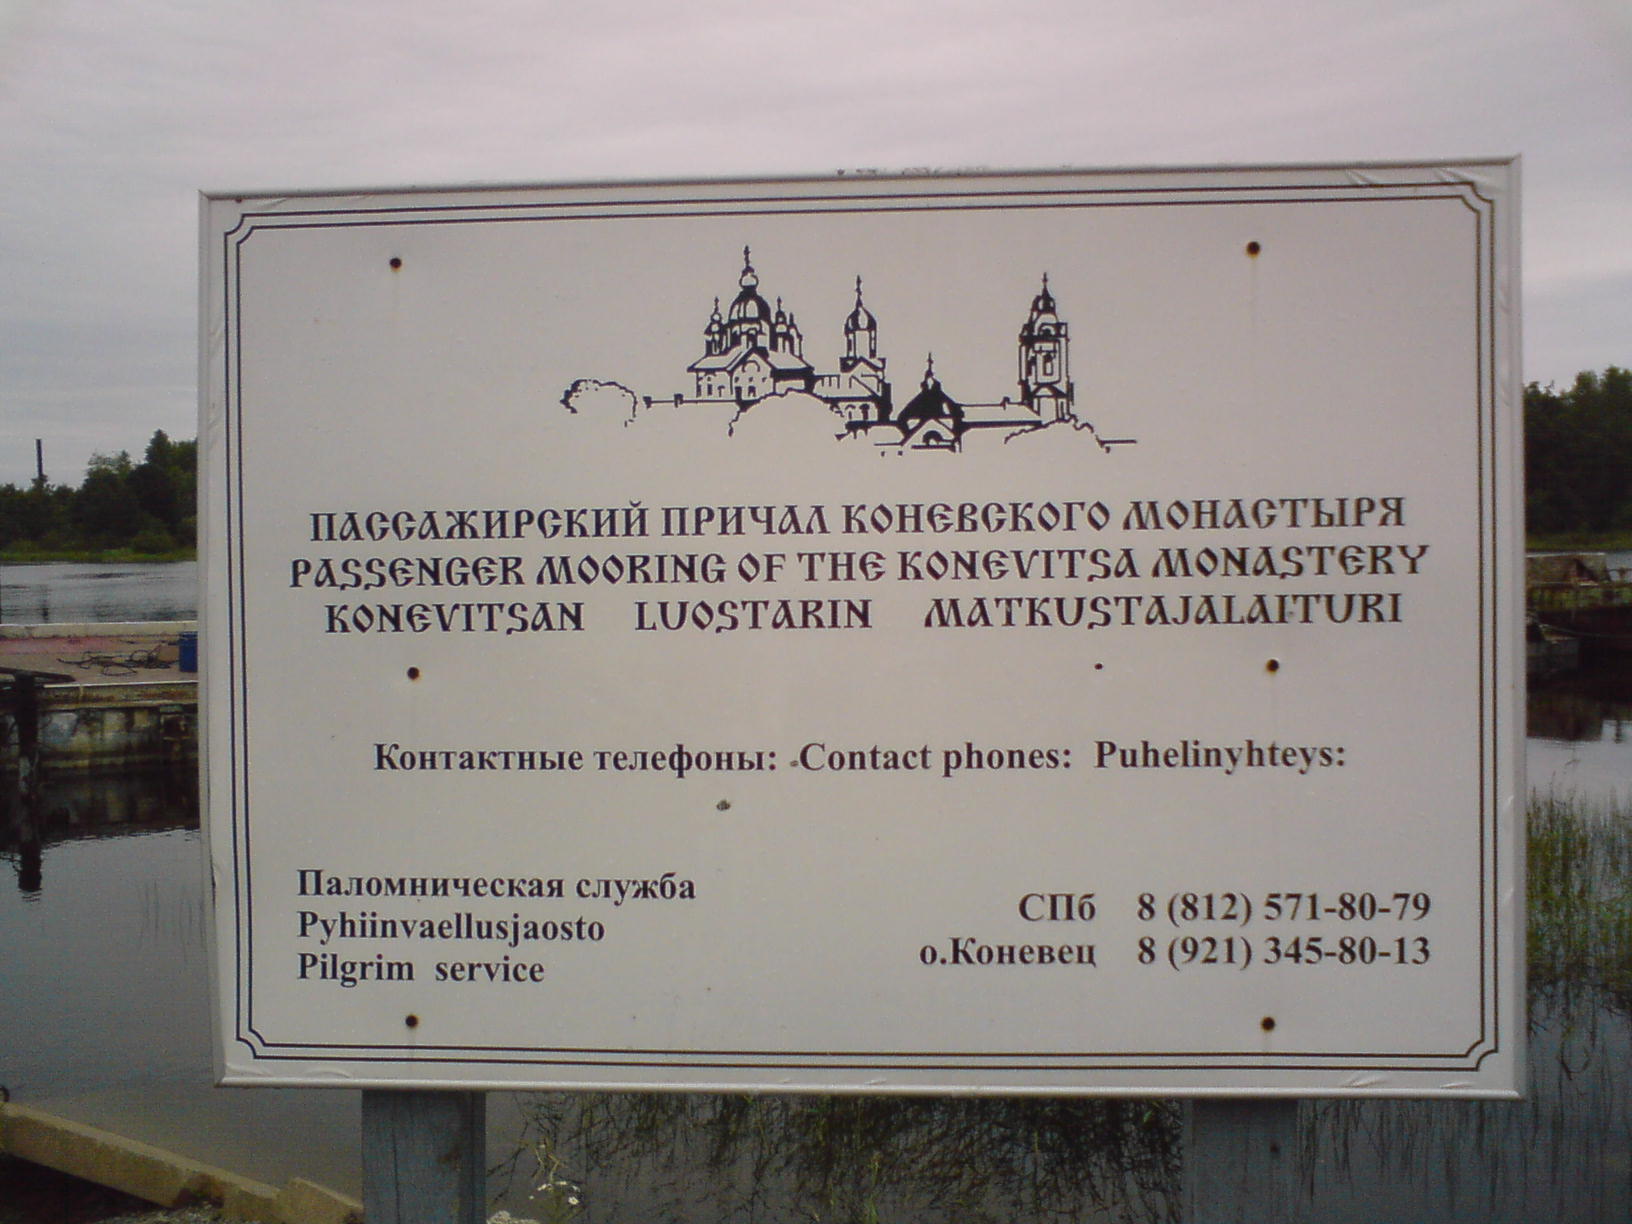 ПАССАЖИРСКИЙ ПРИЧАЛ КОНЕВСКОГО МОНАСТЫРЯ
PASSENGER MOORING OF THE KONEVITSA MONASTERY
KONEVITSAN LUOSTARIN MATKUSTAJALAITURI
Контактные телефоны: Contact phones: Puhelinyhteys:
Паломническая служба
Pyhiinvaellusjaosto
Pilgrim service
СПб 8 (812) 571-80-79
о.Коневец 8 (921) 345-80-13